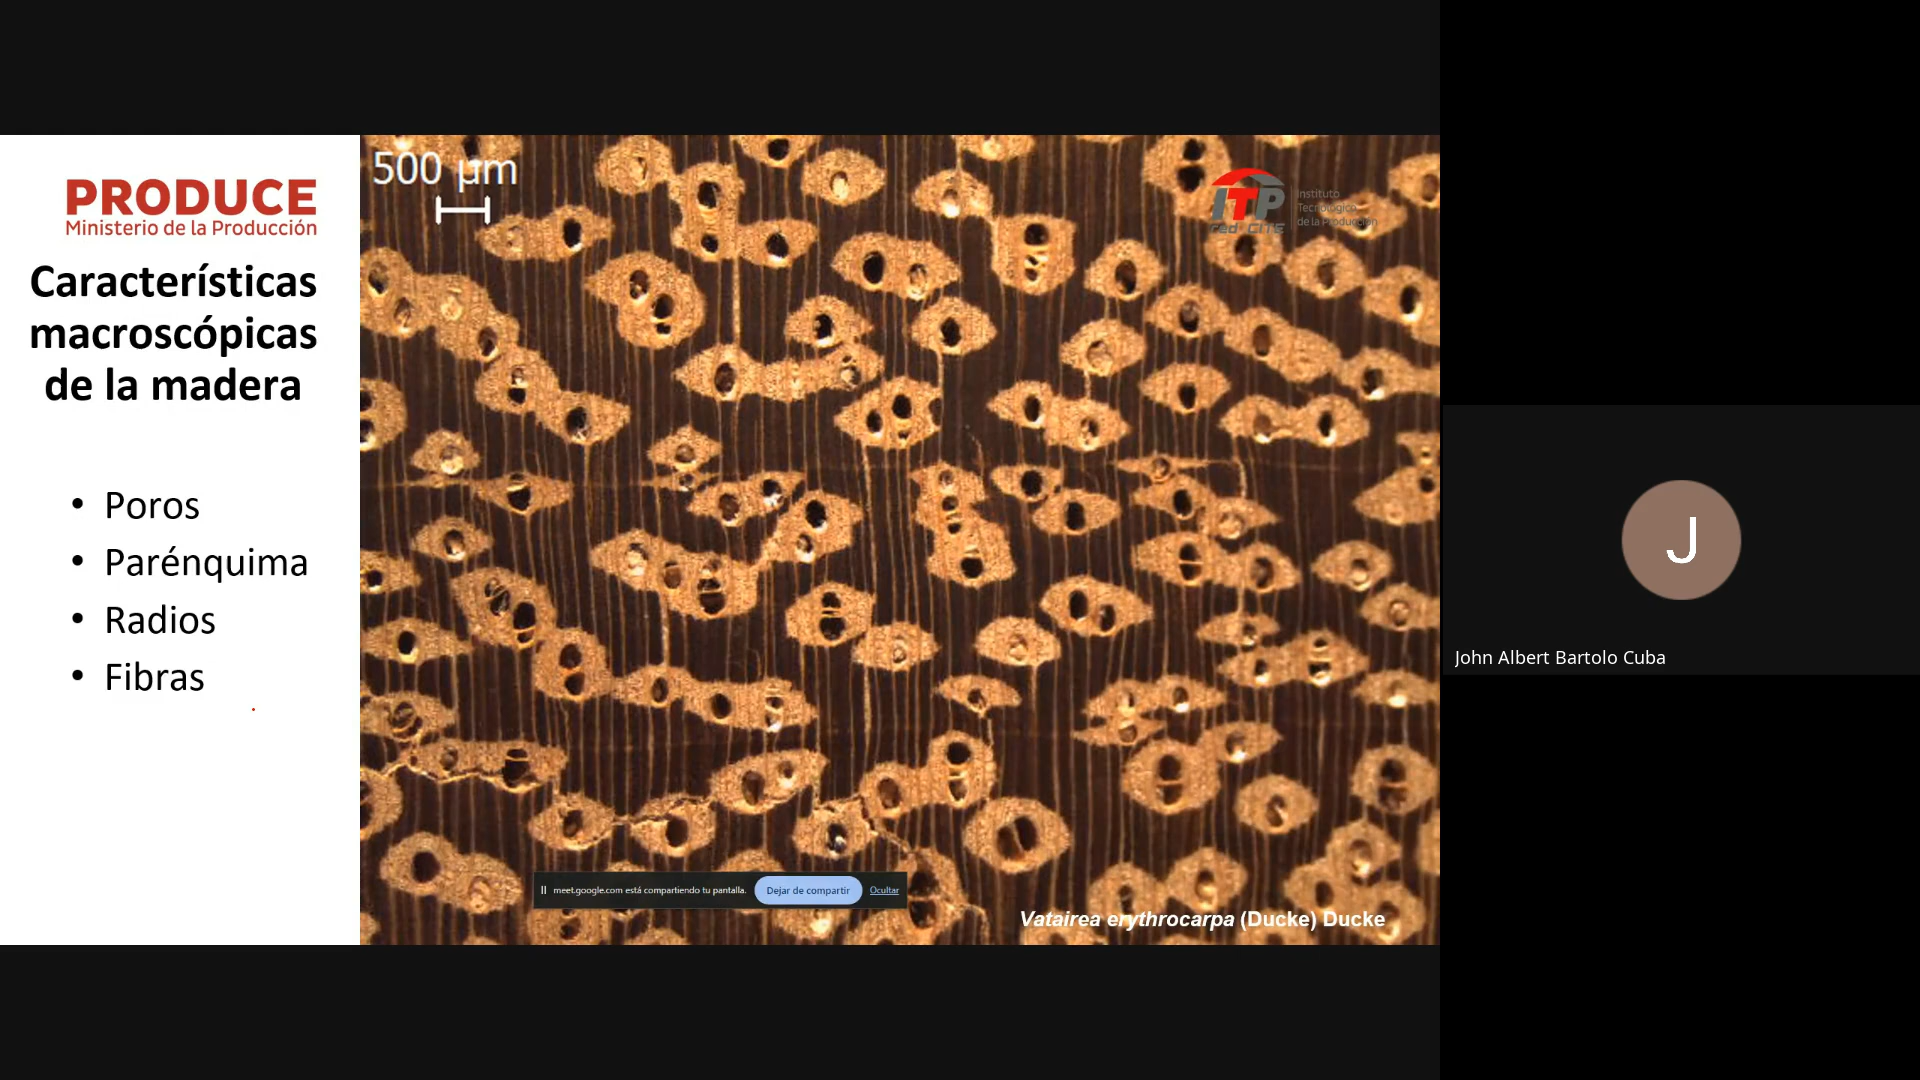 PRODUCE
Ministerio de la Producción
Características
macroscópicas
de la madera
• Poros
• Parénquima
• Radios
• Fibras
500 µm
ITP
red CITE
Instituto
Tecnológico
de la Producción
meet.google.com está compartiendo tu pantalla.
Dejar de compartir
Ocultar
Vatairea erythrocarpa (Ducke) Ducke
J
John Albert Bartolo Cuba